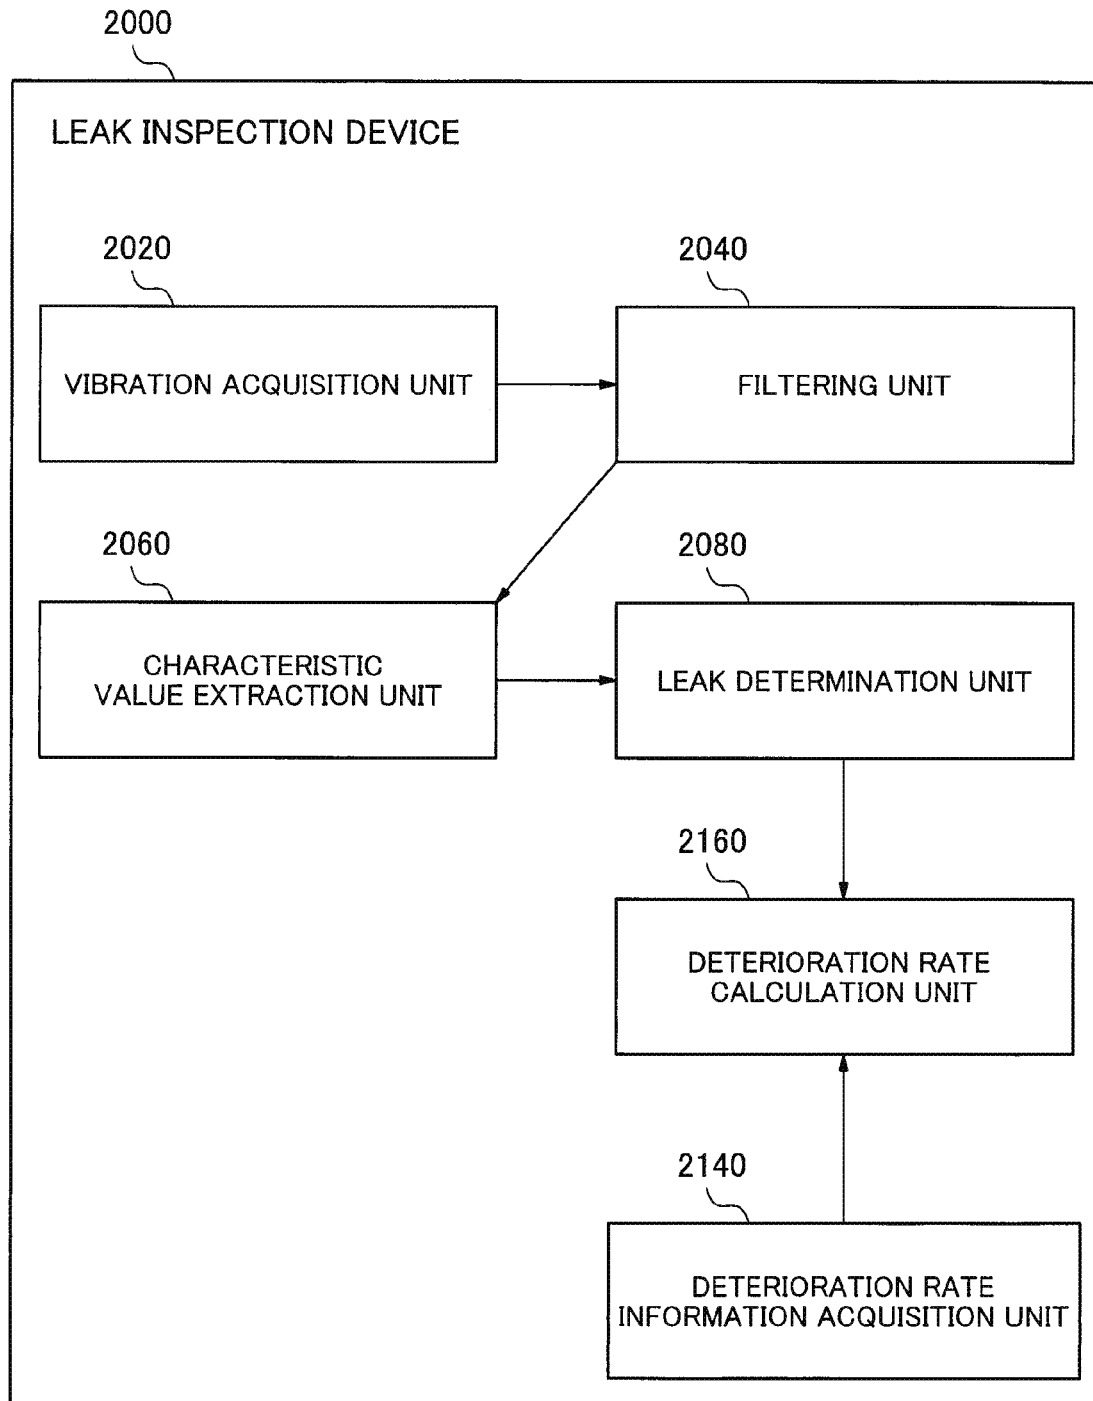 2000
LEAK INSPECTION DEVICE
2020
2040
VIBRATION ACQUISITION UNIT
FILTERING UNIT
2060
2080
CHARACTERISTIC
VALUE EXTRACTION UNIT
LEAK DETERMINATION UNIT
2160
DETERIORATION RATE
CALCULATION UNIT
2140
DETERIORATION RATE
INFORMATION ACQUISITION UNIT